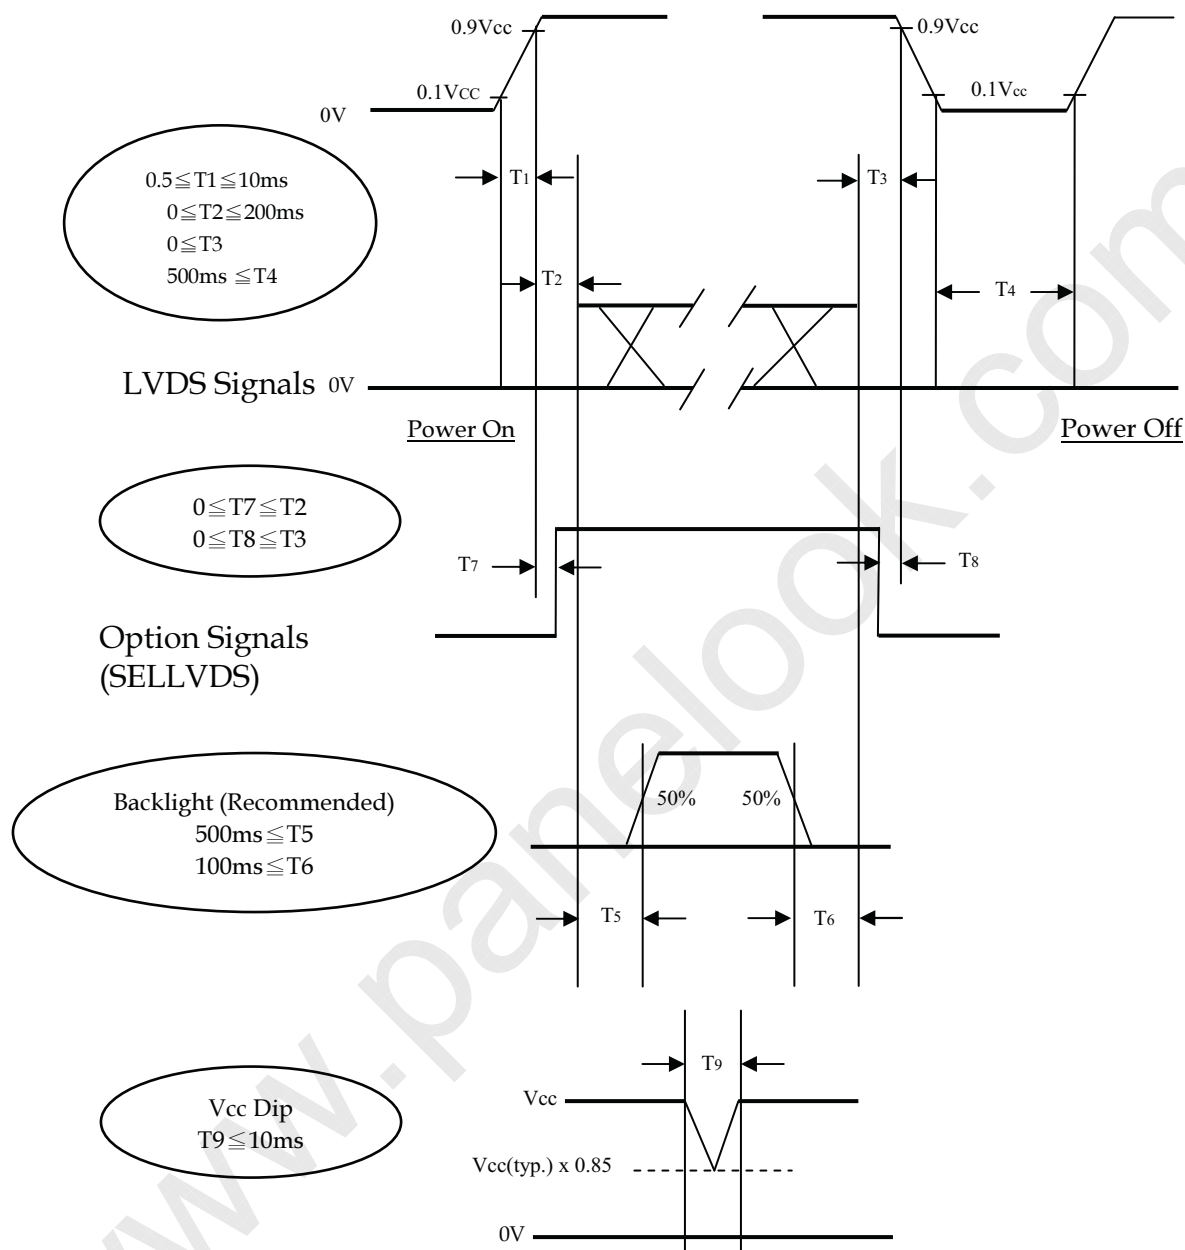 0.9Vcc
0.9Vcc
0.1VCC
0.1Vcc
0V
0.5≦T1≦10ms
0≦T2≦200ms
0≦T3
500ms ≦T4
T1
T3
T2
T4
LVDS Signals 0V
Power On
Power Off
0≦T7≦T2
0≦T8≦T3
T7
T8
Option Signals
(SELLVDS)
Backlight (Recommended)
500ms≦T5
100ms≦T6
50%
50%
T5
T6
T9
Vcc Dip
T9≦10ms
Vcc
Vcc(typ.) x 0.85
0V
www.panelook.com